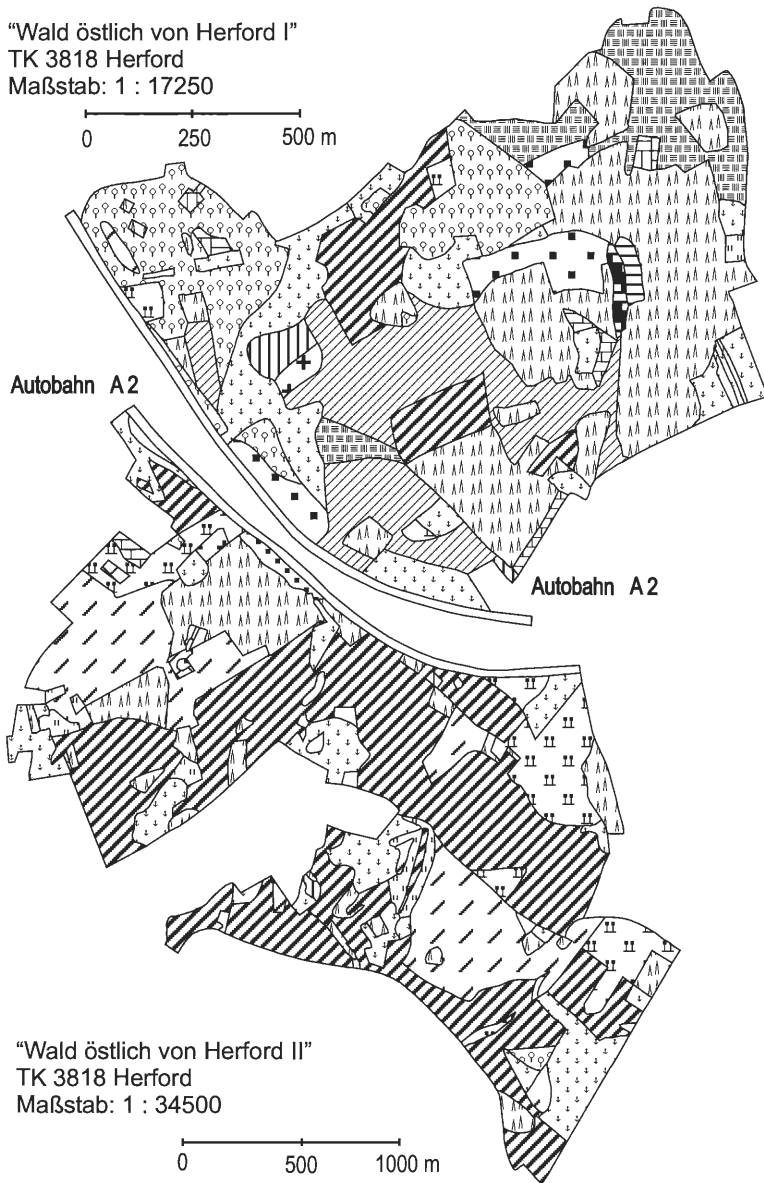 “Wald östlich von Herford I”
TK 3818 Herford
Maßstab: 1 : 17250
0 250 500 m
Autobahn A 2
Autobahn A 2
“Wald östlich von Herford II”
TK 3818 Herford
Maßstab: 1 : 34500
0 500 1000 m